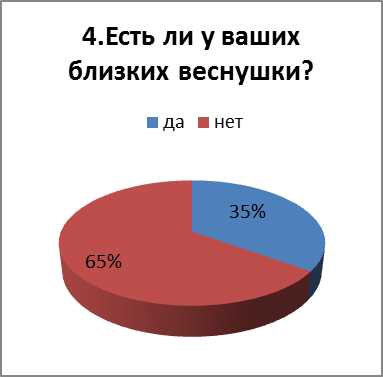 4.Есть ли у ваших
близких веснушки?
да нет
35%
65%